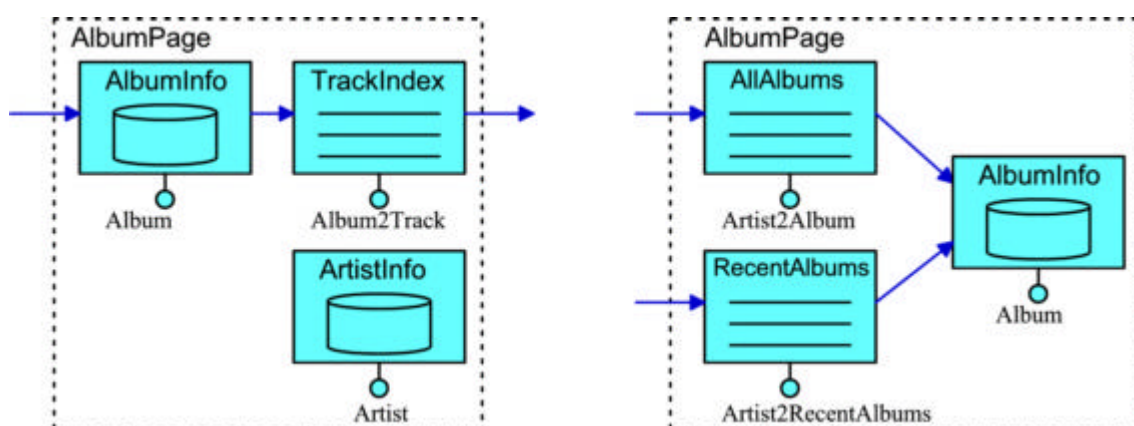 AlbumPage
AlbumInfo
TrackIndex
Album
Album2Track
ArtistInfo
Artist
AlbumPage
AllAlbums
Artist2Album
AlbumInfo
Album
RecentAlbums
Artist2RecentAlbums